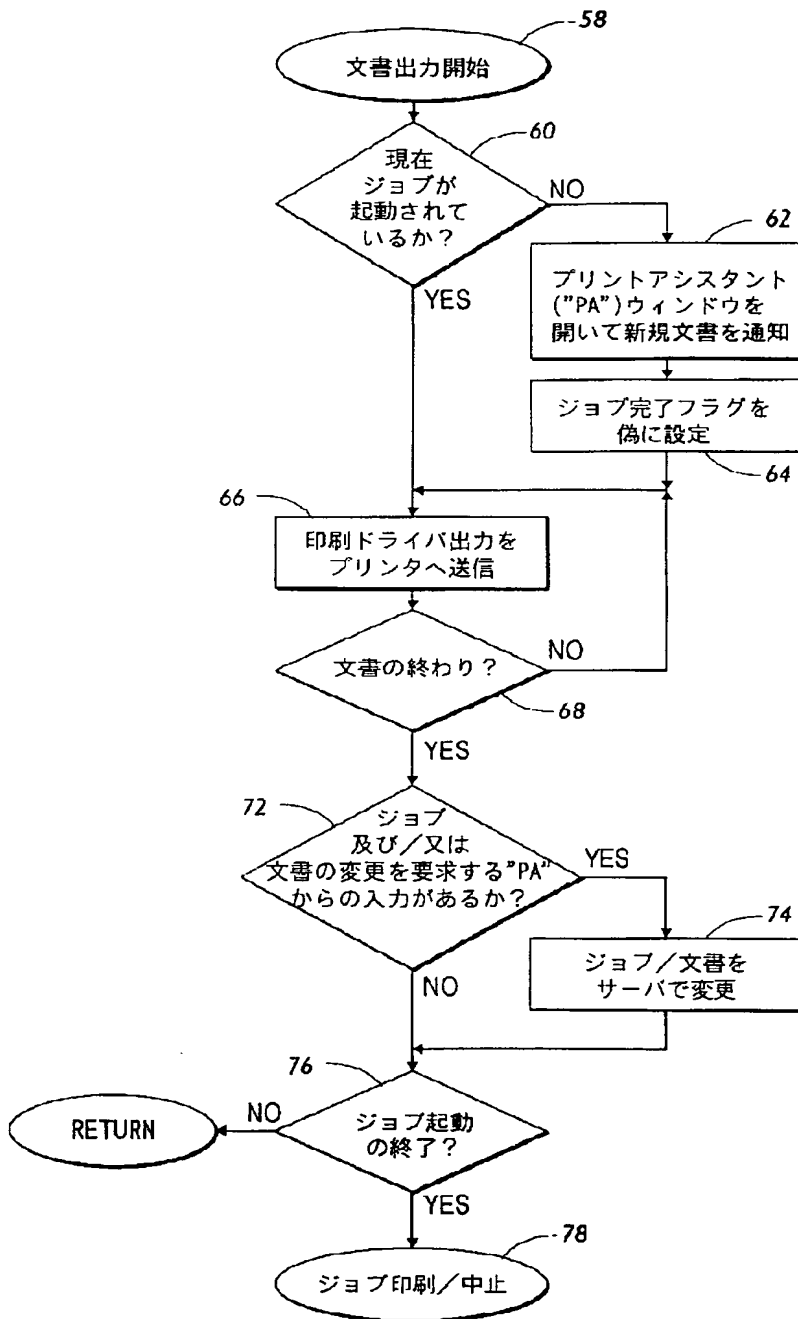 58
文書出力開始
60
現在
ジョブが
起動されて
いるか？
NO
YES
62
プリントアシスタント
("PA")ウィンドウを
開いて新規文書を通知
ジョブ完了フラグを
偽に設定
64
66
印刷ドライバ出力を
プリンタへ送信
文書の終わり？
NO
68
YES
72
ジョブ
及び／又は
文書の変更を要求する"PA"
からの入力があるか？
YES
NO
74
ジョブ／文書を
サーバで変更
76
ジョブ起動
の終了？
NO
RETURN
YES
78
ジョブ印刷／中止